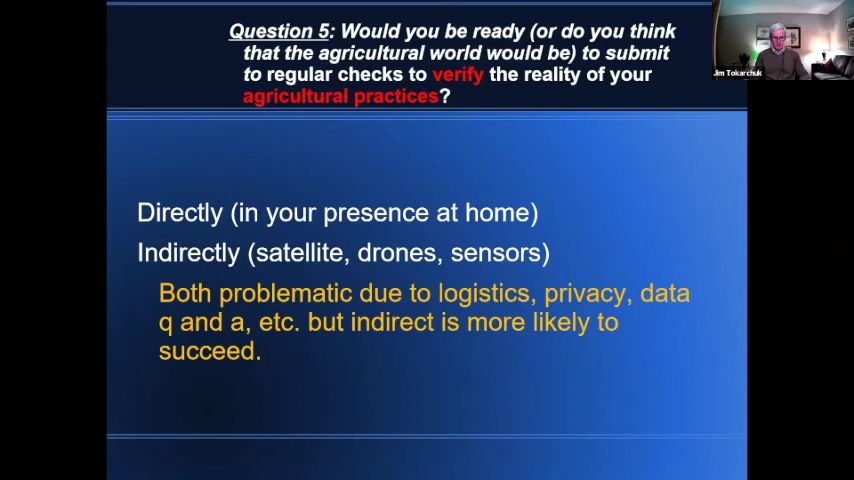 Question 5: Would you be ready (or do you think
that the agricultural world would be) to submit
to regular checks to verify the reality of your
agricultural practices?
Jim Tokarchuk
Directly (in your presence at home)
Indirectly (satellite, drones, sensors)
Both problematic due to logistics, privacy, data
q and a, etc. but indirect is more likely to
succeed.